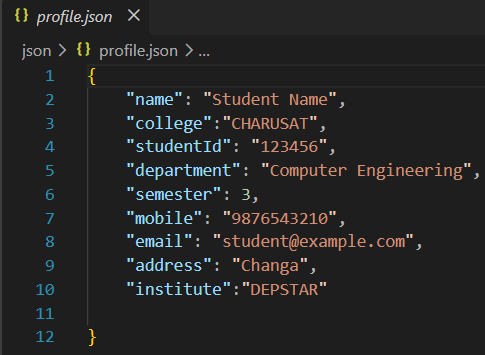 {} profile.json ×
json > {} profile.json > ...
1 {
2 "name": "Student Name",
3 "college":"CHARUSAT",
4 "studentId": "123456",
5 "department": "Computer Engineering",
6 "semester": 3,
7 "mobile": "9876543210",
8 "email": "student@example.com",
9 "address": "Changa",
10 "institute":"DEPSTAR"
11
12 }